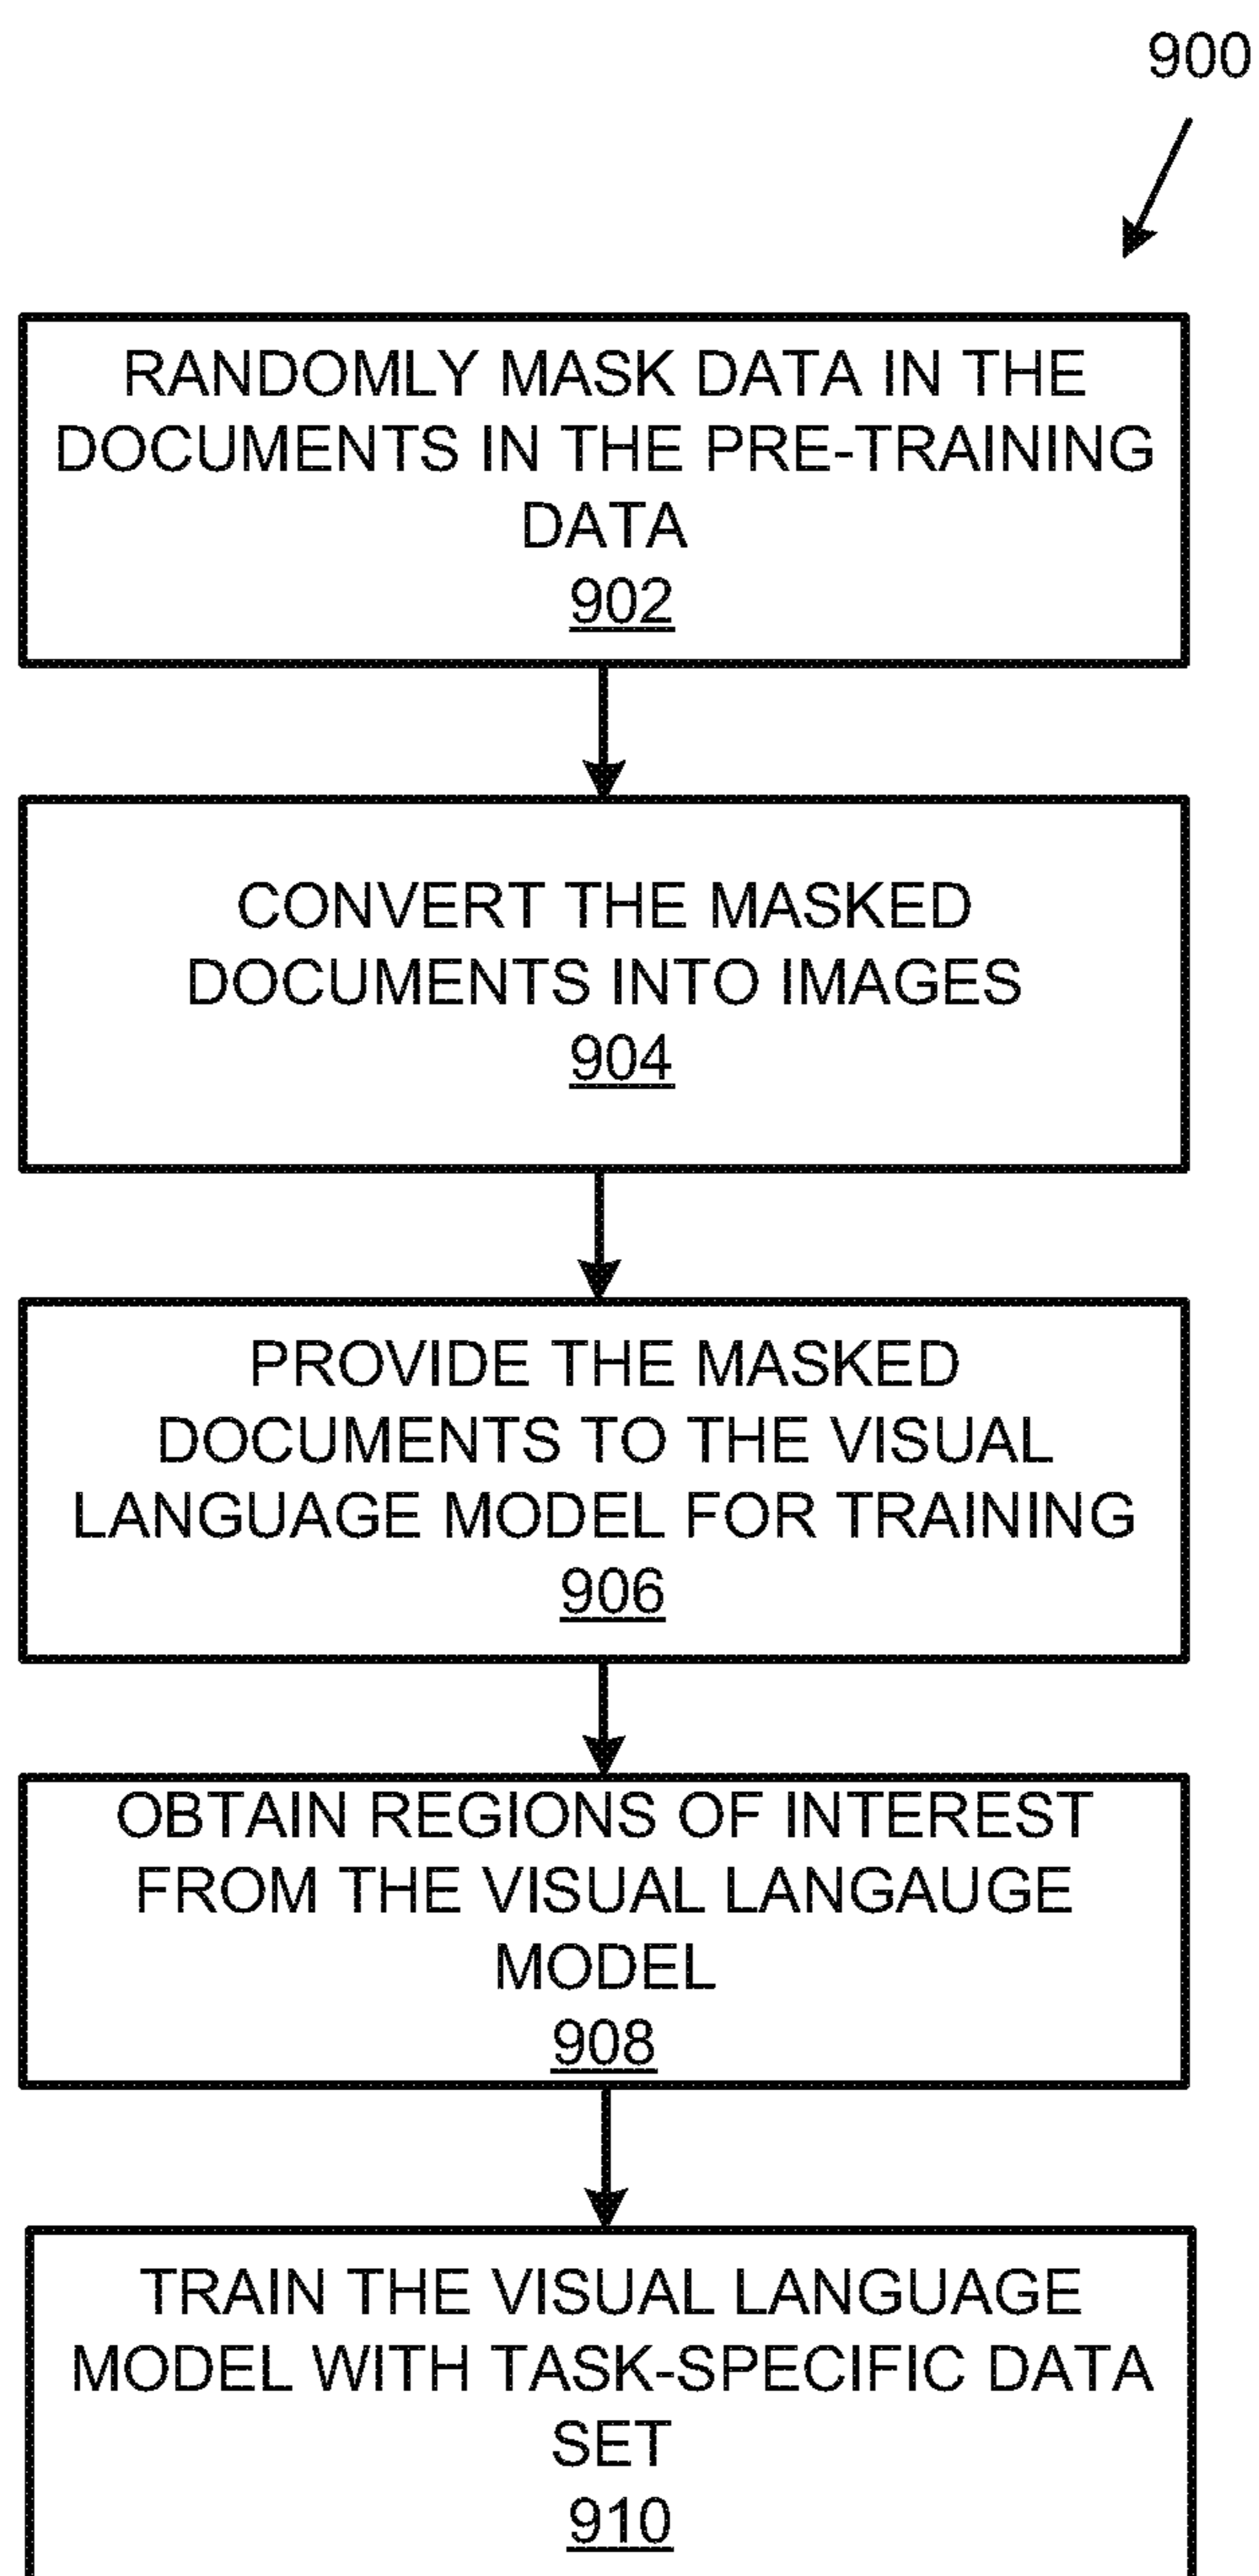 900
RANDOMLY MASK DATA IN THE
DOCUMENTS IN THE PRE-TRAINING
DATA
902
CONVERT THE MASKED
DOCUMENTS INTO IMAGES
904
PROVIDE THE MASKED
DOCUMENTS TO THE VISUAL
LANGUAGE MODEL FOR TRAINING
906
OBTAIN REGIONS OF INTEREST
FROM THE VISUAL LANGAUGE
MODEL
908
TRAIN THE VISUAL LANGUAGE
MODEL WITH TASK-SPECIFIC DATA
SET
910